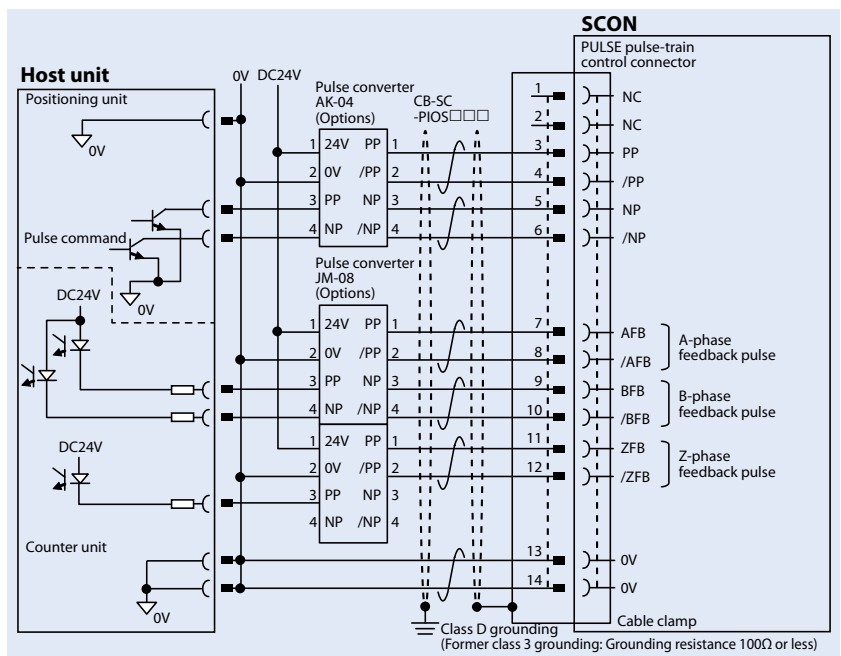 SCON
PULSE pulse-train
control connector
Host unit
Positioning unit
0V DC24V
Pulse converter
AK-04
(Options)
CB-SC
-PIOS□□□
0V
1 24V PP 1
2 0V /PP 2
3 PP NP 3
4 NP /NP 4
1 NC
2 NC
3 PP
4 /PP
5 NP
6 /NP
Pulse command
0V
DC24V
Pulse converter
JM-08
(Options)
1 24V PP 1
2 0V /PP 2
3 PP NP 3
4 NP /NP 4
7 AFB
8 /AFB
A-phase
feedback pulse
9 BFB
10 /BFB
B-phase
feedback pulse
DC24V
1 24V PP 1
2 0V /PP 2
3 PP NP 3
4 NP /NP 4
11 ZFB
12 /ZFB
Z-phase
feedback pulse
Counter unit
0V
13 0V
14 0V
Cable clamp
Class D grounding
(Former class 3 grounding: Grounding resistance 100Ω or less)